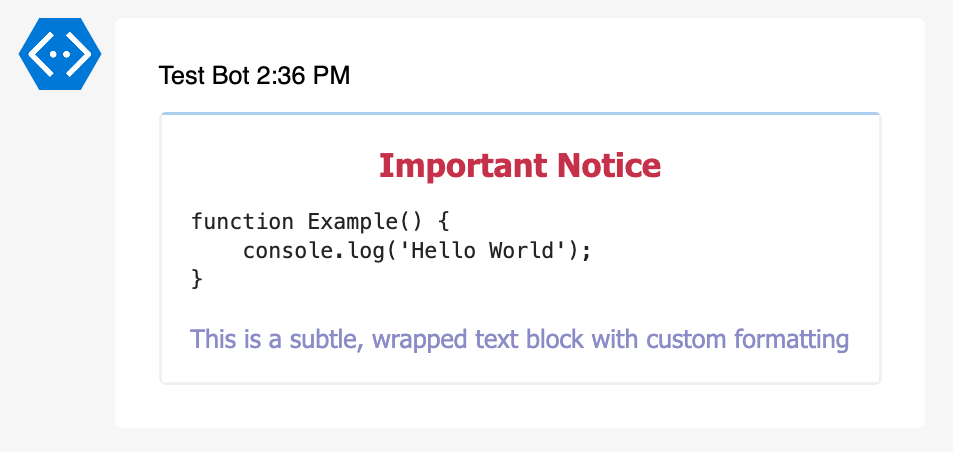 Test Bot 2:36 PM
Important Notice
function Example() {
    console.log('Hello World');
}
This is a subtle, wrapped text block with custom formatting